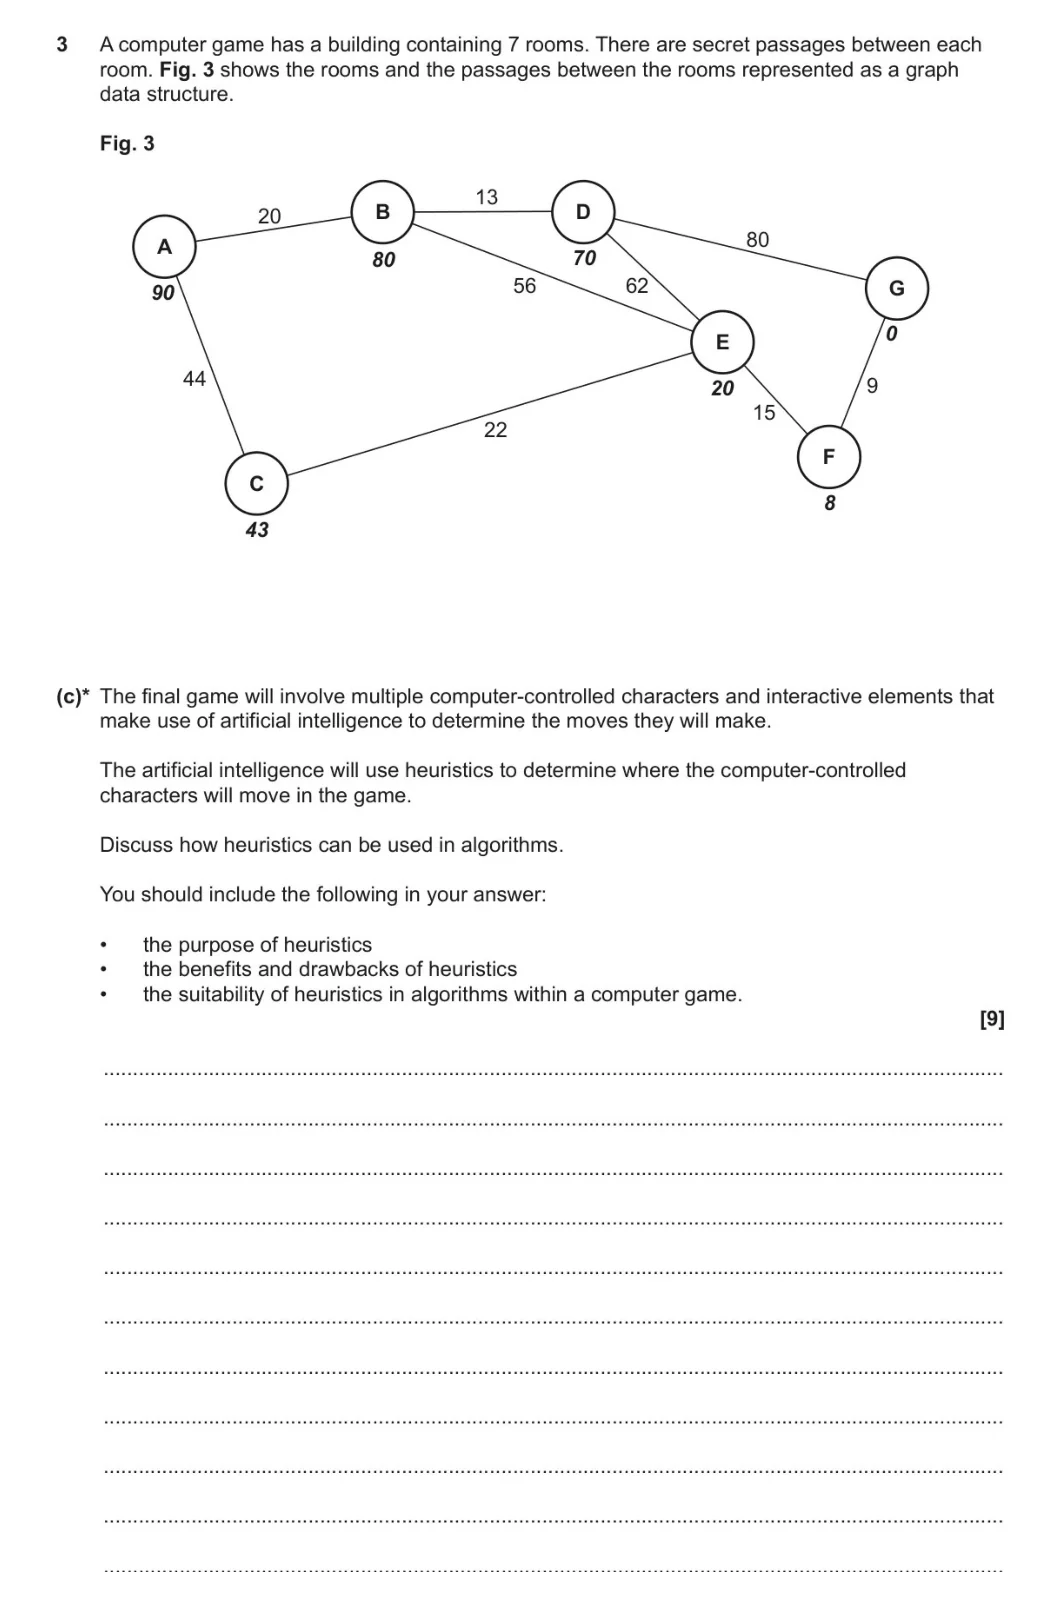 3 A computer game has a building containing 7 rooms. There are secret passages between each
room. Fig. 3 shows the rooms and the passages between the rooms represented as a graph
data structure.
Fig. 3
20
13
80
A
B
D
G
90
80
70
0
56
62
44
22
E
20
15
9
C
43
F
8
(c)* The final game will involve multiple computer-controlled characters and interactive elements that
make use of artificial intelligence to determine the moves they will make.
The artificial intelligence will use heuristics to determine where the computer-controlled
characters will move in the game.
Discuss how heuristics can be used in algorithms.
You should include the following in your answer:
• the purpose of heuristics
• the benefits and drawbacks of heuristics
• the suitability of heuristics in algorithms within a computer game.
[9]